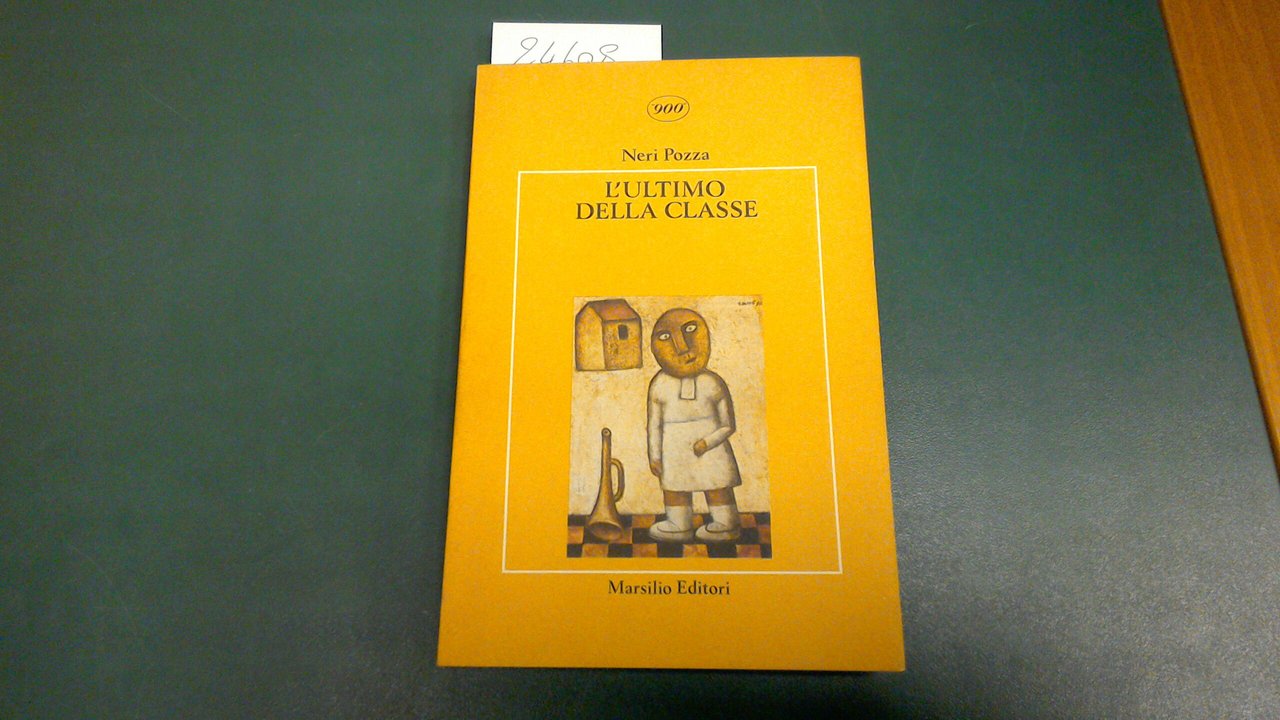 24608
'900
Neri Pozza
L'ULTIMO
DELLA CLASSE
Marsilio Editori